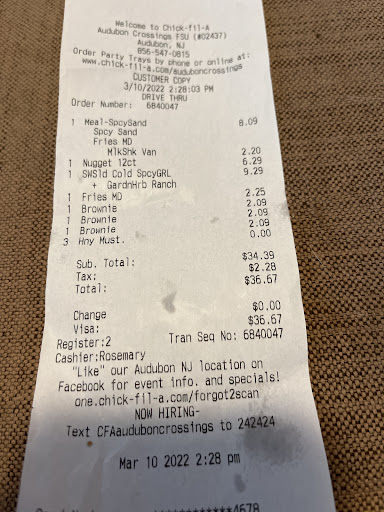 Welcome to Chick-fil-A
Audubon Crossings FSU (#02437)
Audubon, NJ
856-547-0815
Order Party Trays by phone or online at:
www.chick-fil-a.com/auduboncrossings
CUSTOMER COPY
3/10/2022 2:28:03 PM
DRIVE THRU
Order Number: 6840047
1 Meal-SpcySand 8.09
Spcy Sand
Fries MD
MlkShk Van 2.20
1 Nugget 12ct 6.29
1 SWSld Cold SpcyGRL 9.29
+ GardnHrb Ranch
1 Fries MD 2.25
1 Brownie 2.09
1 Brownie 2.09
1 Brownie 2.09
3 Hny Must. 0.00
Sub. Total: $34.39
Tax: $2.28
Total: $36.67
Change $0.00
Visa: $36.67
Register:2 Tran Seq No: 6840047
Cashier:Rosemary
"Like" our Audubon NJ location on
Facebook for event info. and specials!
one.chick-fil-a.com/forgot2scan
NOW HIRING-
Text CFAauduboncrossings to 242424
Mar 10 2022 2:28 pm